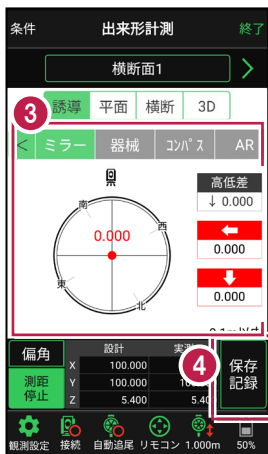 条件 出来形計測 終了
横断面1 >
誘導 平面 横断 3D
3
< ミラー 器械 コンパス AR
高低差
↓ 0.000
南
西
0.000
0.000
東
北
0.000
偏角 設計
測距停止
X 100.000
Y 100.000
Z 5.400 5.40
4
保存記録
観測設定 接続 自動追尾 リモコン 1.000m 50%